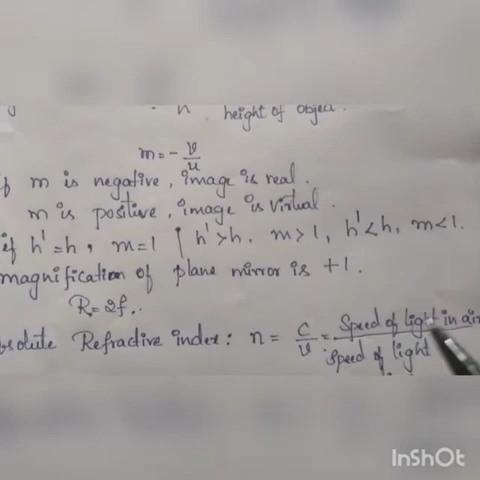 h height of object.
m = - v/u
if m is negative, image is real.
m is positive, image is virtual.
if h' = h, m = 1 | h' > h, m > 1, h' < h, m < 1.
magnification of plane mirror is +1.
R = 2f.
Absolute Refractive index: n = c/v = Speed of light in air / speed of light
InShOt